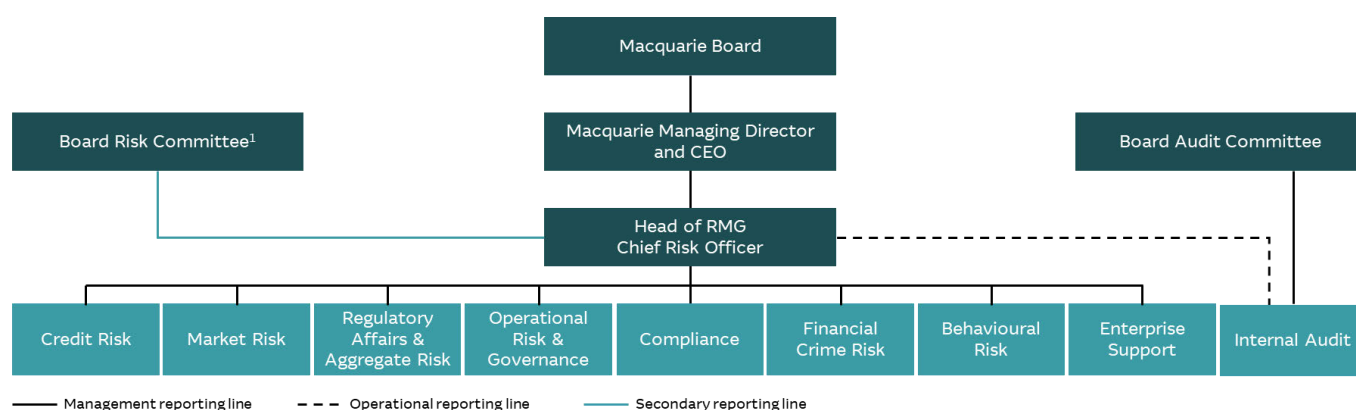 Macquarie Board
Board Risk Committee¹
Macquarie Managing Director
and CEO
Board Audit Committee
Head of RMG
Chief Risk Officer
Credit Risk
Market Risk
Regulatory
Affairs &
Aggregate Risk
Operational
Risk &
Governance
Compliance
Financial
Crime Risk
Behavioural
Risk
Enterprise
Support
Internal Audit
Management reporting line
Operational reporting line
Secondary reporting line